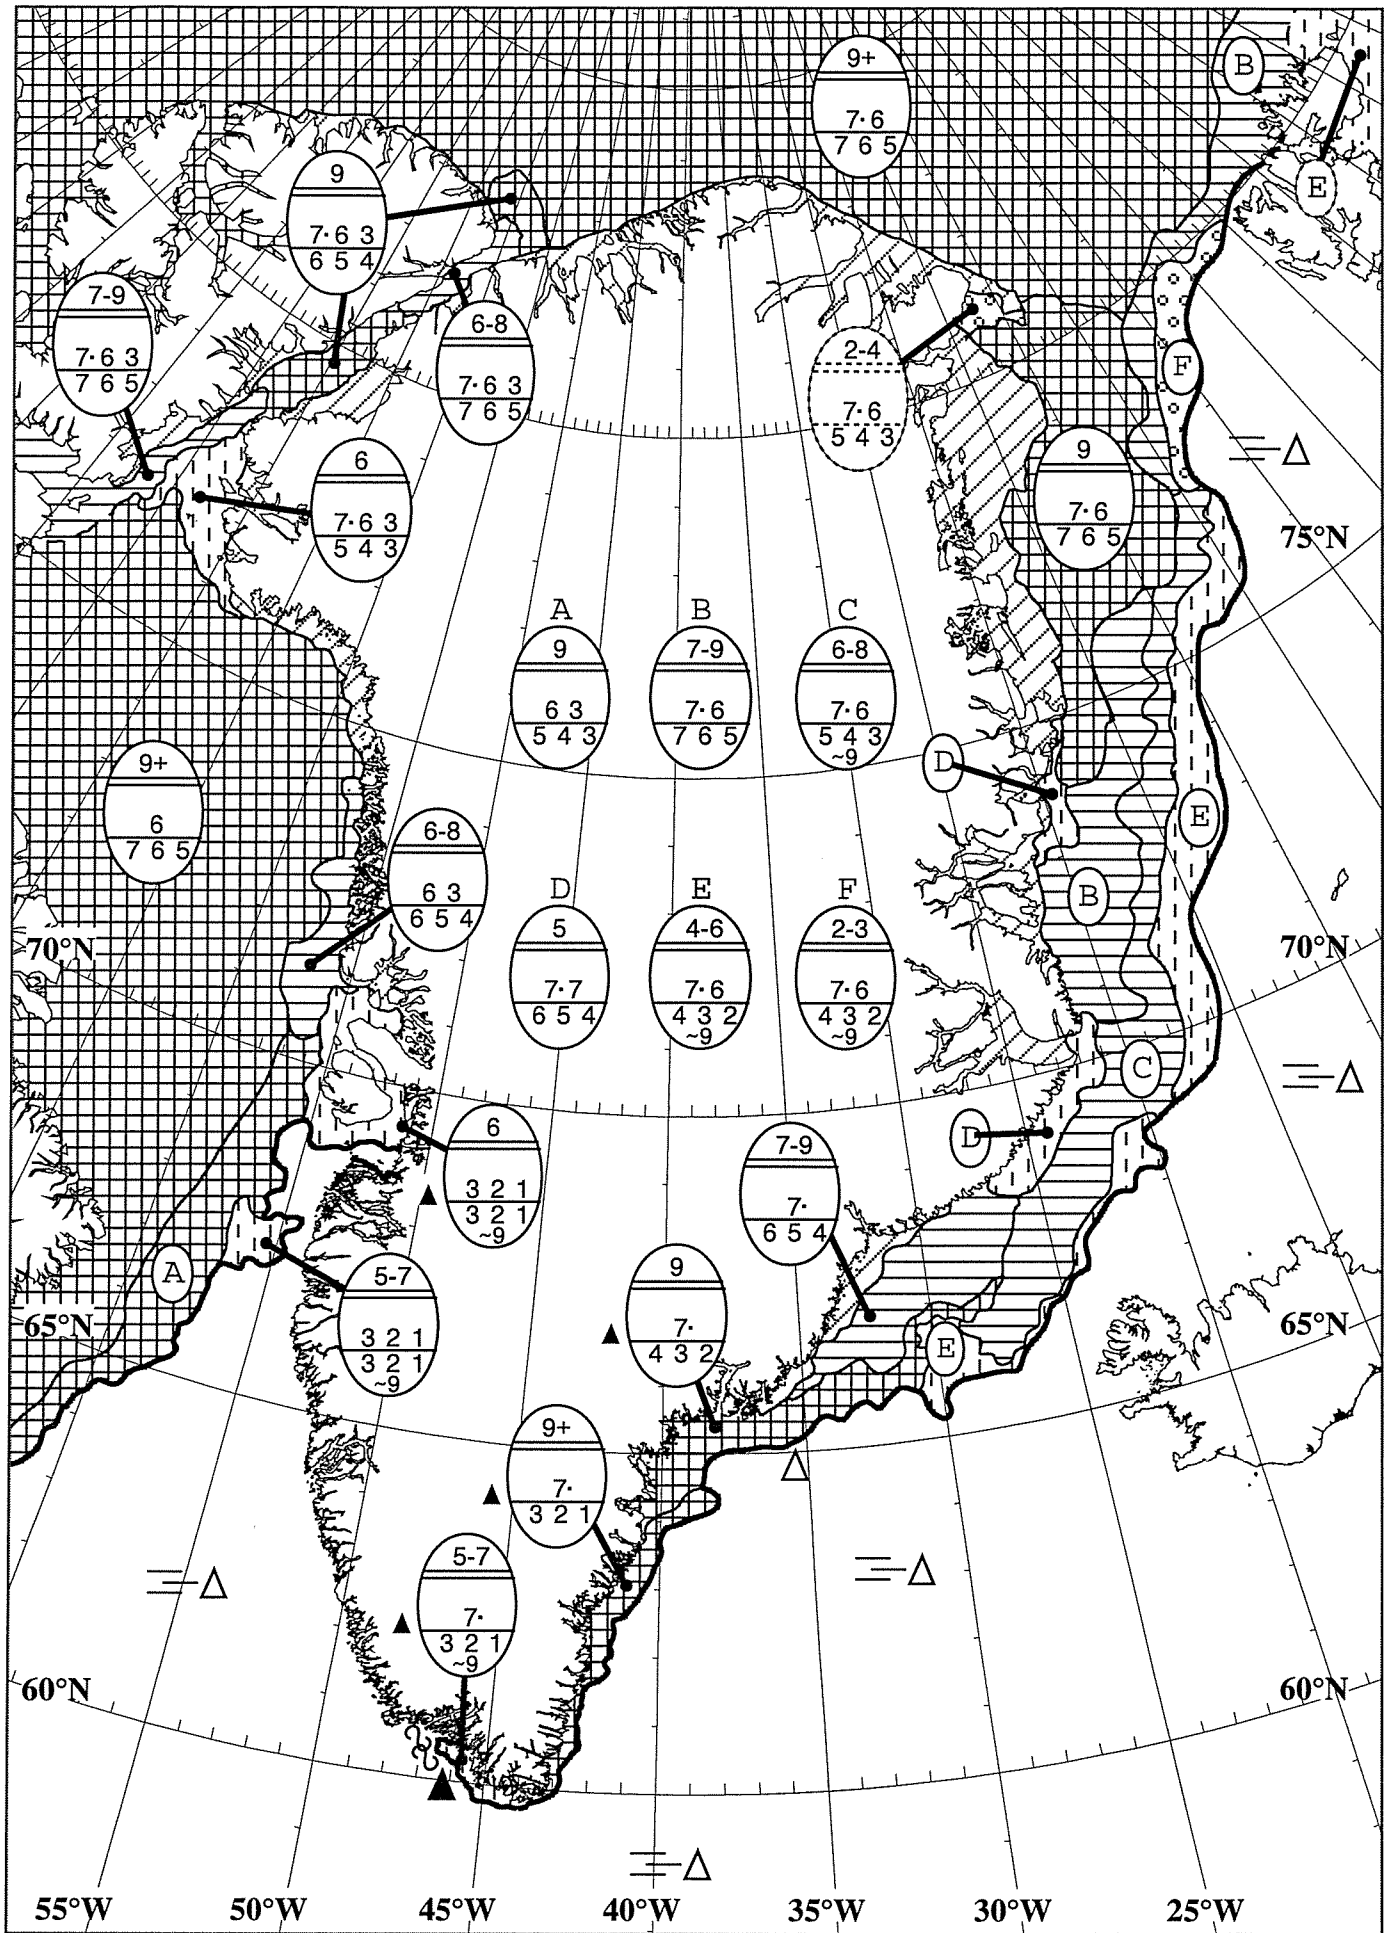 9+
7• 6
7 6 5
B
E
9
7• 6 3
6 5 4
7-9
7• 6 3
7 6 5
6-8
7• 6 3
7 6 5
2-4
7• 6
5 4 3
F
6
7• 6 3
5 4 3
9
7• 6
7 6 5
75°N
A
9
6 3
5 4 3
B
7-9
7• 6
7 6 5
C
6-8
7• 6
5 4 3
~9
D
9+
6
7 6 5
E
6-8
6 3
6 5 4
B
D
5
7• 7
6 5 4
E
4-6
7• 6
4 3 2
~9
F
2-3
7• 6
4 3 2
~9
70°N
70°N
C
D
6
3 2 1
3 2 1
~9
7-9
7•
6 5 4
A
5-7
3 2 1
3 2 1
~9
9
7•
4 3 2
E
65°N
65°N
9+
7•
3 2 1
5-7
7•
3 2 1
~9
60°N
60°N
55°W 50°W 45°W 40°W 35°W 30°W 25°W